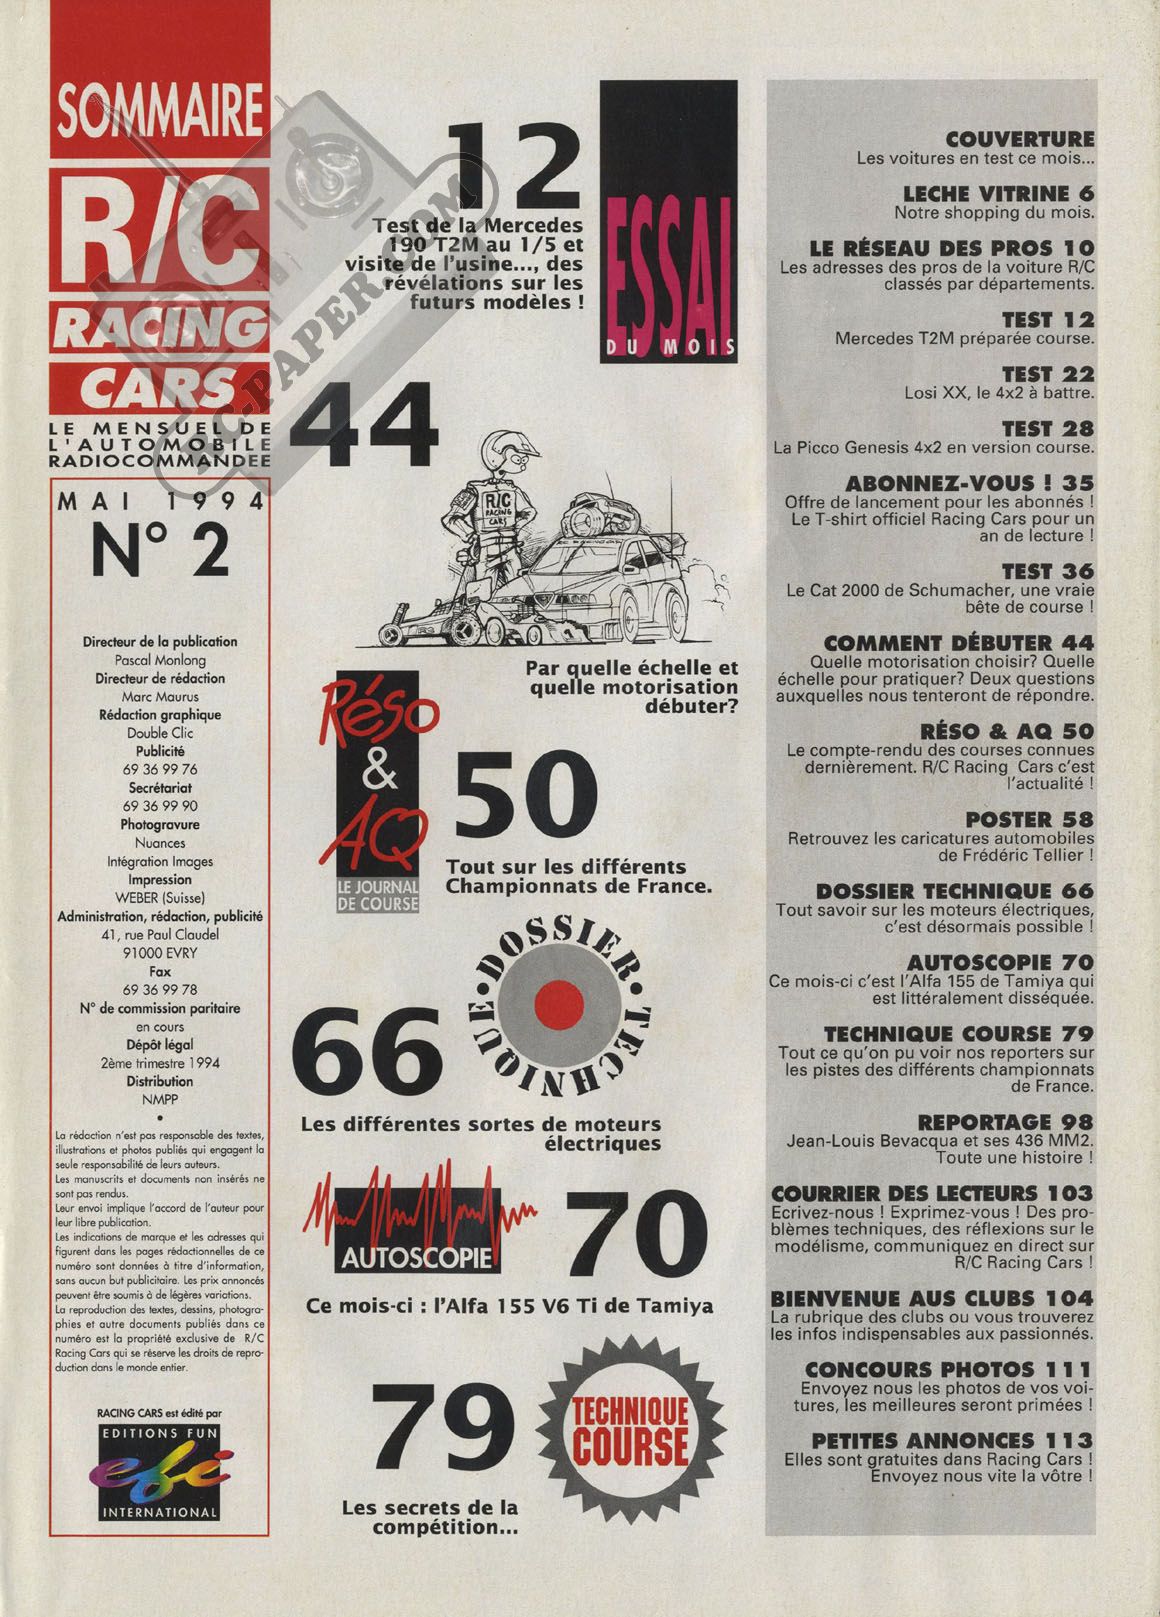 SOMMAIRE
R/C
RACING
CARS
LE MENSUEL DE
L'AUTOMOBILE
RADIOCOMMANDEE
MAI 1994
N° 2
Directeur de la publication
Pascal Monlong
Directeur de rédaction
Marc Maurus
Rédaction graphique
Double Clic
Publicité
69 36 99 76
Secrétariat
69 36 99 90
Photogravure
Nuances
Intégration Images
Impression
WEBER (Suisse)
Administration, rédaction, publicité
41, rue Paul Claudel
91000 EVRY
Fax
69 36 99 78
N° de commission paritaire
en cours
Dépôt légal
2ème trimestre 1994
Distribution
NMPP
•
La rédaction n'est pas responsable des textes,
illustrations et photos publiés qui engagent la
seule responsabilité de leurs auteurs.
Les manuscrits et documents non insérés ne
sont pas rendus.
Leur envoi implique l'accord de l'auteur pour
leur libre publication.
Les indications de marque et les adresses qui
figurent dans les pages rédactionnelles de ce
numéro sont données à titre d'information,
sans aucun but publicitaire. Les prix annoncés
peuvent être soumis à de légères variations.
La reproduction des textes, dessins, photogra-
phies et autre documents publiés dans ce
numéro est la propriété exclusive de R/C
Racing Cars qui se réserve les droits de repro-
duction dans le monde entier.
RACING CARS est édité par
EDITIONS FUN
efi
INTERNATIONAL
RC-PAPER.COM
12
Test de la Mercedes
190 T2M au 1/5 et
visite de l'usine..., des
révélations sur les
futurs modèles !
ESSAI
DU MOIS
44
R/C
RACING
CARS
Par quelle échelle et
quelle motorisation
débuter?
Réso
&
AQ
LE JOURNAL
DE COURSE
50
Tout sur les différents
Championnats de France.
• DOSSIER • TECHNIQUE
66
Les différentes sortes de moteurs
électriques
AUTOSCOPIE
70
Ce mois-ci : l'Alfa 155 V6 Ti de Tamiya
79
TECHNIQUE
COURSE
Les secrets de la
compétition...
COUVERTURE
Les voitures en test ce mois...
LECHE VITRINE 6
Notre shopping du mois.
LE RÉSEAU DES PROS 10
Les adresses des pros de la voiture R/C
classés par départements.
TEST 12
Mercedes T2M préparée course.
TEST 22
Losi XX, le 4x2 à battre.
TEST 28
La Picco Genesis 4x2 en version course.
ABONNEZ-VOUS ! 35
Offre de lancement pour les abonnés !
Le T-shirt officiel Racing Cars pour un
an de lecture !
TEST 36
Le Cat 2000 de Schumacher, une vraie
bête de course !
COMMENT DÉBUTER 44
Quelle motorisation choisir? Quelle
échelle pour pratiquer? Deux questions
auxquelles nous tenteront de répondre.
RÉSO & AQ 50
Le compte-rendu des courses connues
dernièrement. R/C Racing Cars c'est
l'actualité !
POSTER 58
Retrouvez les caricatures automobiles
de Frédéric Tellier !
DOSSIER TECHNIQUE 66
Tout savoir sur les moteurs électriques,
c'est désormais possible !
AUTOSCOPIE 70
Ce mois-ci c'est l'Alfa 155 de Tamiya qui
est littéralement disséquée.
TECHNIQUE COURSE 79
Tout ce qu'on pu voir nos reporters sur
les pistes des différents championnats
de France.
REPORTAGE 98
Jean-Louis Bevacqua et ses 436 MM2.
Toute une histoire !
COURRIER DES LECTEURS 103
Ecrivez-nous ! Exprimez-vous ! Des pro-
blèmes techniques, des réflexions sur le
modélisme, communiquez en direct sur
R/C Racing Cars !
BIENVENUE AUS CLUBS 104
La rubrique des clubs ou vous trouverez
les infos indispensables aux passionnés.
CONCOURS PHOTOS 111
Envoyez nous les photos de vos voi-
tures, les meilleures seront primées !
PETITES ANNONCES 113
Elles sont gratuites dans Racing Cars !
Envoyez nous vite la vôtre !